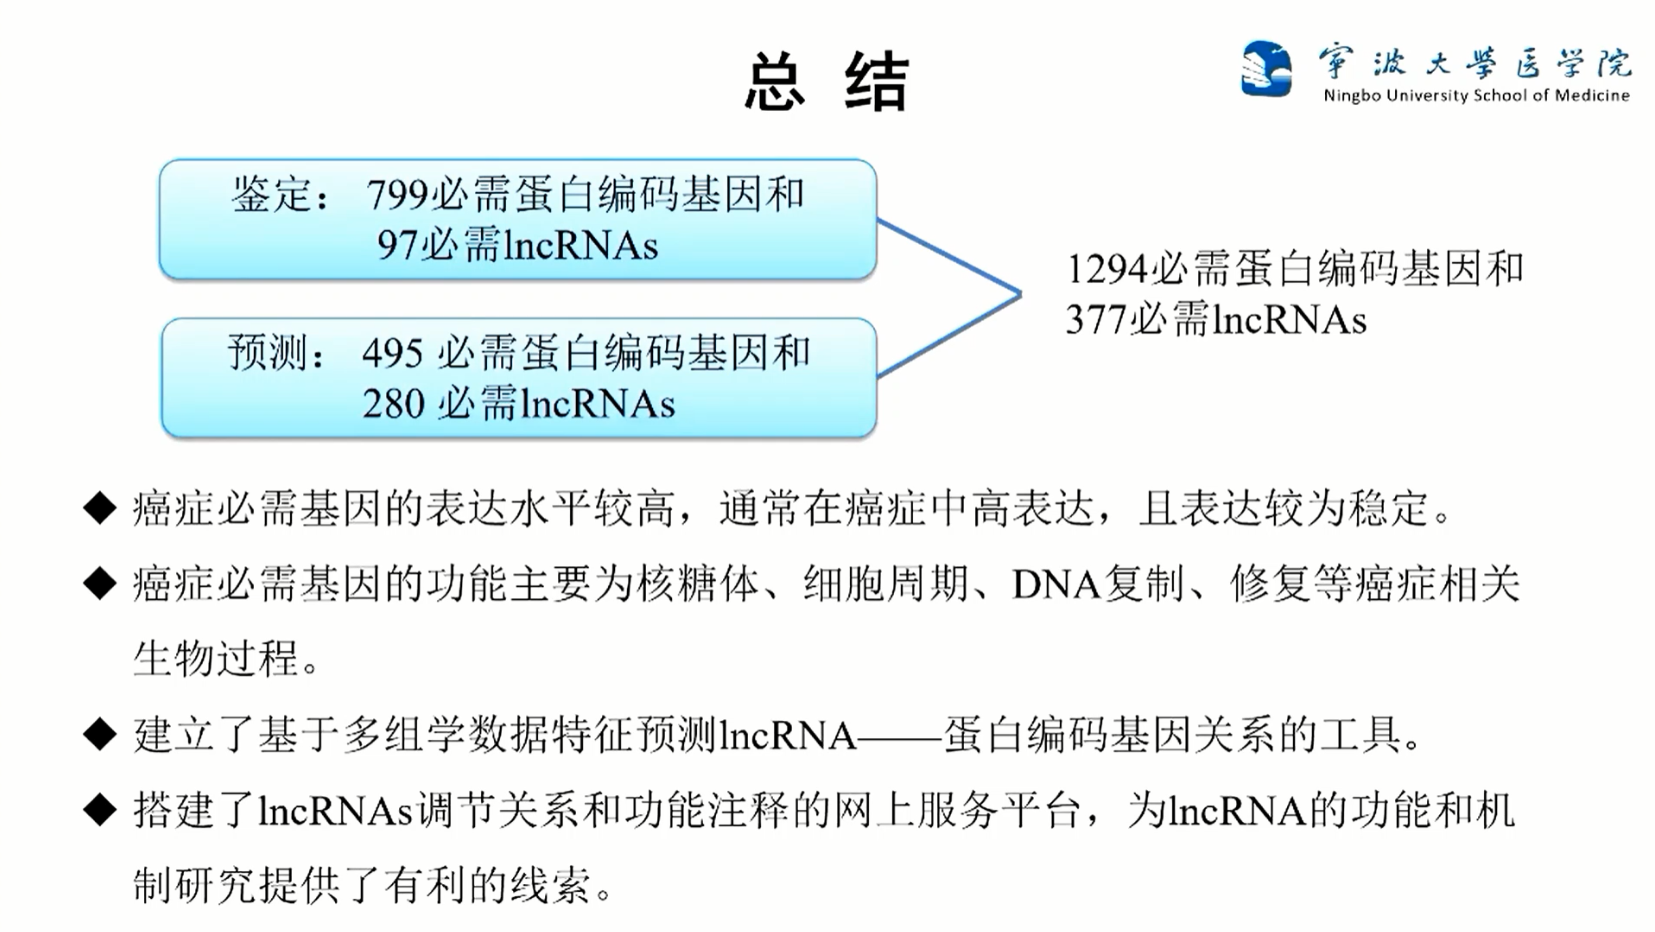 总 结
宁波大学医学院
Ningbo University School of Medicine
鉴定： 799必需蛋白编码基因和
97必需lncRNAs
预测： 495 必需蛋白编码基因和
280 必需lncRNAs
1294必需蛋白编码基因和
377必需lncRNAs
◆ 癌症必需基因的表达水平较高，通常在癌症中高表达，且表达较为稳定。
◆ 癌症必需基因的功能主要为核糖体、细胞周期、DNA复制、修复等癌症相关
生物过程。
◆ 建立了基于多组学数据特征预测lncRNA——蛋白编码基因关系的工具。
◆ 搭建了lncRNAs调节关系和功能注释的网上服务平台，为lncRNA的功能和机
制研究提供了有利的线索。